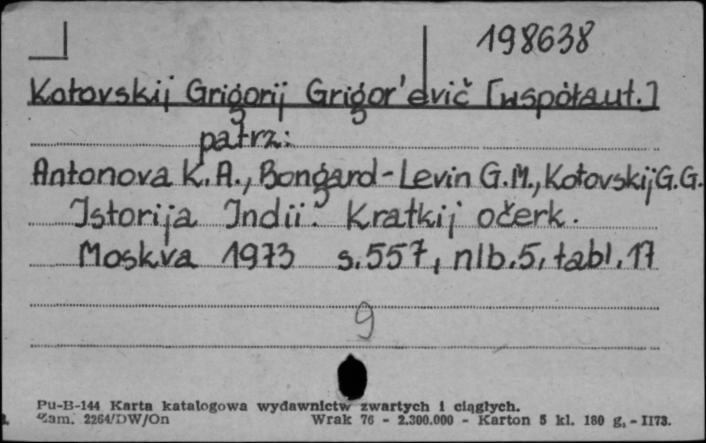 198638
Kotovskij Grigorij Grigor'evič [współaut.]
patrz:
Antonova K.A., Bongard-Levin G.M., Kotovskij G.G.
Istorija Indii. Kratkij očerk.
Moskva 1973 s.557, nlb.5, tabl.17
9
Pu-B-144 Karta katalogowa wydawnictw zwartych i ciągłych.
Zam. 2264/DW/On Wrak 76 - 2.300.000 - Karton 5 kl. 180 g. - II73.